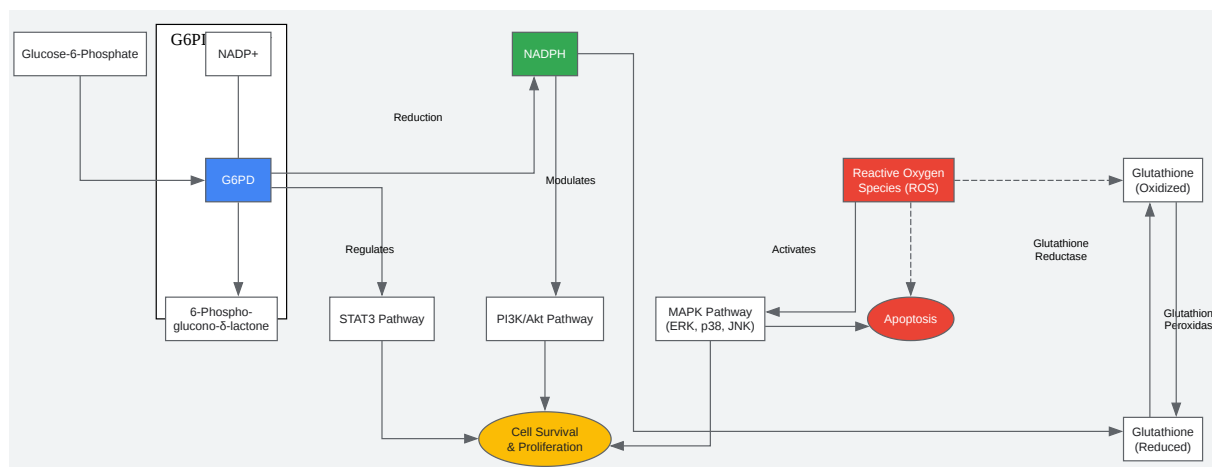 Glucose-6-Phosphate
G6PD
NADP+
NADPH
Reduction
G6PD
Modulates
Reactive Oxygen
Species (ROS)
Glutathione
(Oxidized)
Regulates
Activates
Glutathione
Reductase
6-Phospho-
glucono-δ-lactone
STAT3 Pathway
PI3K/Akt Pathway
MAPK Pathway
(ERK, p38, JNK)
Apoptosis
Glutathion
Peroxidas
Cell Survival
& Proliferation
Glutathione
(Reduced)